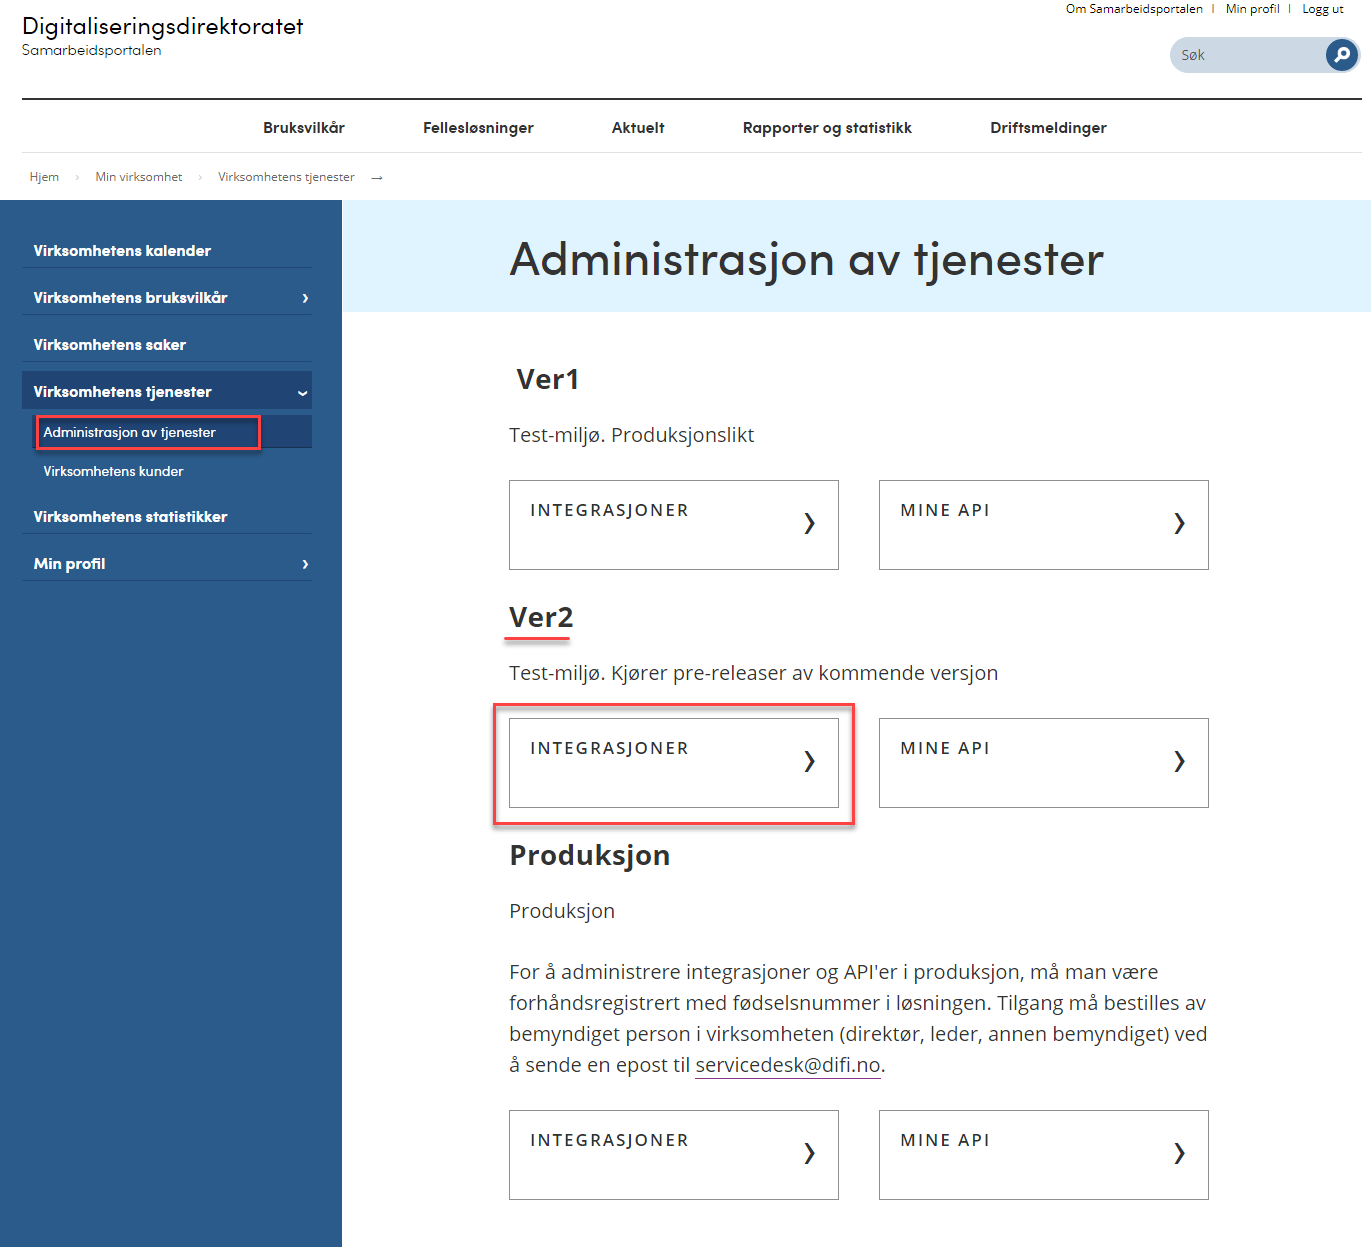 Om Samarbeidsportalen | Min profil | Logg ut
Digitaliseringsdirektoratet
Samarbeidsportalen
Søk
Bruksvilkår Fellesløsninger Aktuelt Rapporter og statistikk Driftsmeldinger
Hjem › Min virksomhet › Virksomhetens tjenester →
Virksomhetens kalender
Virksomhetens bruksvilkår
Virksomhetens saker
Virksomhetens tjenester
Administrasjon av tjenester
Virksomhetens kunder
Virksomhetens statistikker
Min profil
Administrasjon av tjenester
Ver1
Test-miljø. Produksjonslikt
INTEGRASJONER
MINE API
Ver2
Test-miljø. Kjører pre-releaser av kommende versjon
INTEGRASJONER
MINE API
Produksjon
Produksjon
For å administrere integrasjoner og API'er i produksjon, må man være
forhåndsregistrert med fødselsnummer i løsningen. Tilgang må bestilles av
bemyndiget person i virksomheten (direktør, leder, annen bemyndiget) ved
å sende en epost til servicedesk@difi.no.
INTEGRASJONER
MINE API